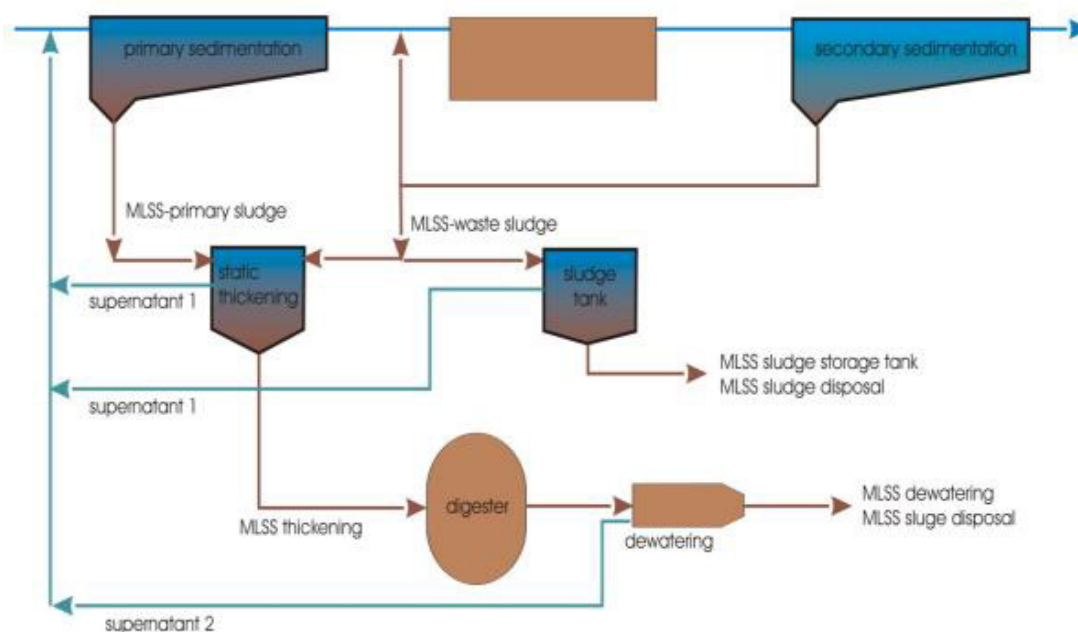 primary sedimentation
secondary sedimentation
MLSS-primary sludge
MLSS-waste sludge
static
thickening
sludge
tank
supernatant 1
MLSS sludge storage tank
MLSS sludge disposal
supernatant 1
digester
MLSS dewatering
MLSS sluge disposal
MLSS thickening
dewatering
supernatant 2